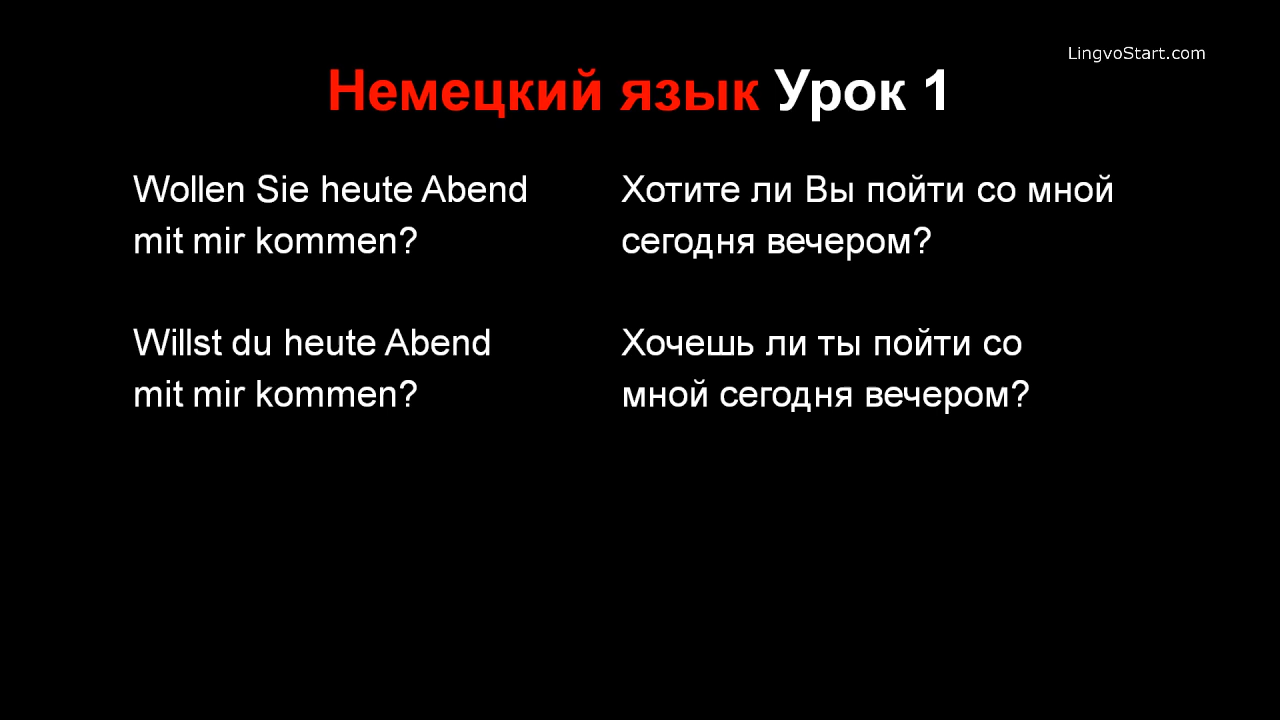 LingvoStart.com
Немецкий язык Урок 1
Wollen Sie heute Abend
mit mir kommen?
Хотите ли Вы пойти со мной
сегодня вечером?
Willst du heute Abend
mit mir kommen?
Хочешь ли ты пойти со
мной сегодня вечером?